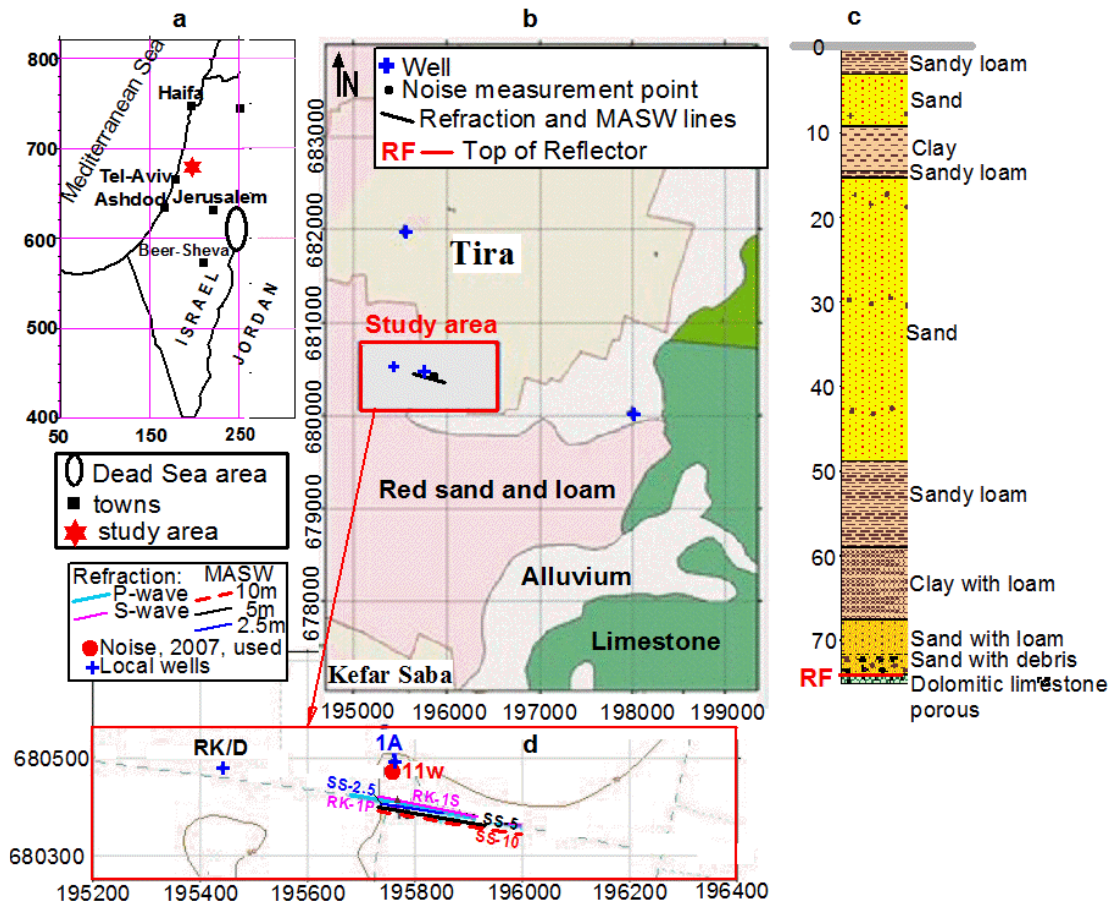 a
800
700
600
500
400
50
150
250
Mediterranean Sea
Haifa
Tel-Aviv
Ashdod
Jerusalem
Beer-Sheva
ISRAEL
JORDAN
Dead Sea area
towns
study area
b
N
Well
Noise measurement point
Refraction and MASW lines
RF Top of Reflector
683000
682000
681000
680000
679000
678000
Tira
Study area
Red sand and loam
Alluvium
Limestone
Kefar Saba
195000
196000
197000
198000
199000
c
0
10
20
30
40
50
60
70
RF
Sandy loam
Sand
Clay
Sandy loam
Sand
Sandy loam
Clay with loam
Sand with loam
Sand with debris
Dolomitic limestone
porous
Refraction: MASW
P-wave 10m
S-wave 5m
2.5m
Noise, 2007, used
Local wells
d
680500
680300
RK/D
1A
11w
SS-2.5
RK-1S
RK-1P
SS-5
SS-10
195200
195400
195600
195800
196000
196200
196400